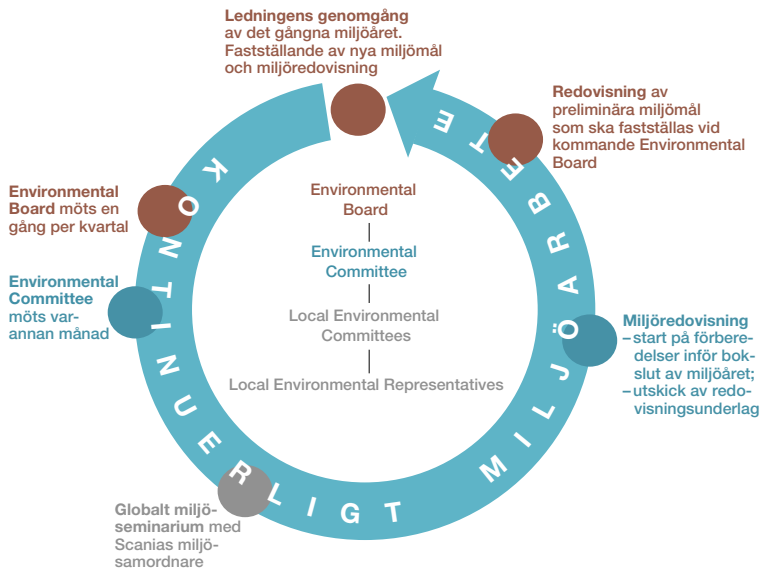 Ledningens genomgång
av det gångna miljöåret.
Fastställande av nya miljömål
och miljöredovisning
Redovisning av
preliminära miljömål
som ska fastställas vid
kommande Environmental
Board
Environmental
Board möts en
gång per kvartal
Environmental
Committee
möts var-
annan månad
Environmental
Board
Environmental
Committee
Local Environmental
Committees
Local Environmental Representatives
Miljöredovisning
–start på förbere-
delser inför bok-
slut av miljöåret;
–utskick av redo-
visningsunderlag
Globalt miljö-
seminarium med
Scanias miljö-
samordnare
KONTINUERLIGT MILJÖARBETE